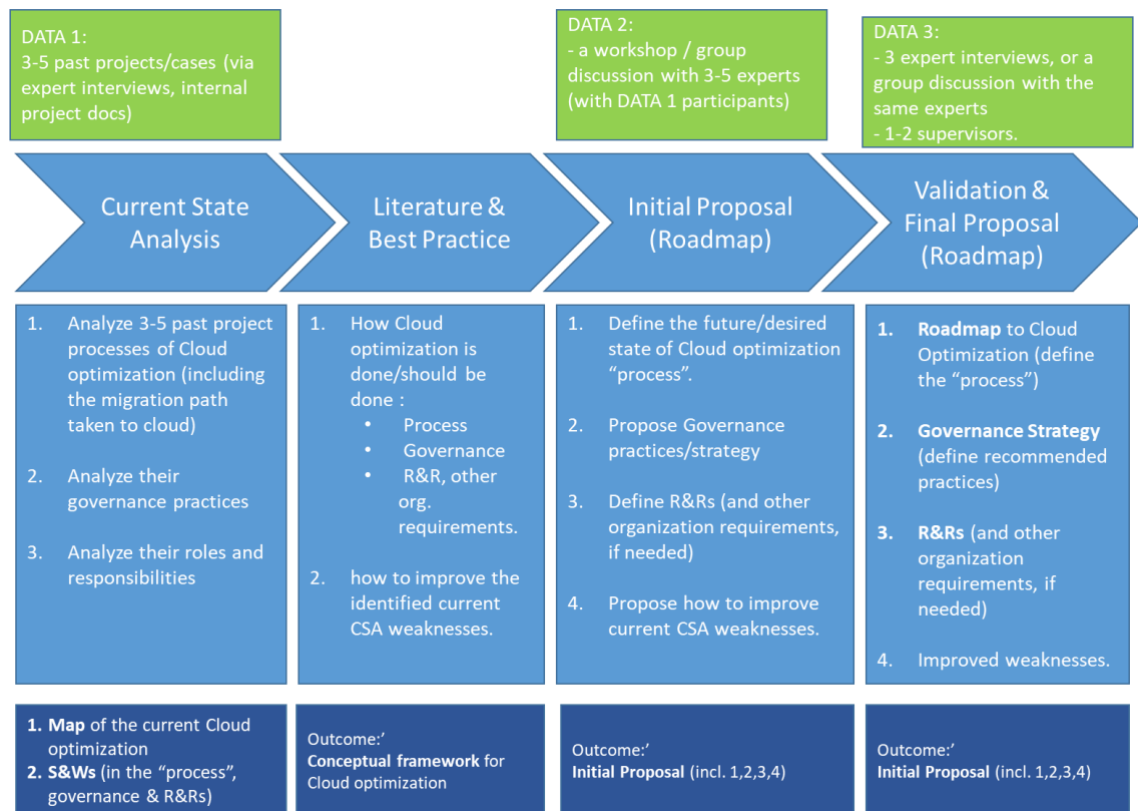 DATA 1:
3-5 past projects/cases (via
expert interviews, internal
project docs)
DATA 2:
- a workshop / group
discussion with 3-5 experts
(with DATA 1 participants)
DATA 3:
- 3 expert interviews, or a
group discussion with the
same experts
- 1-2 supervisors.
Current State
Analysis
Literature &
Best Practice
Initial Proposal
(Roadmap)
Validation &
Final Proposal
(Roadmap)
1. Analyze 3-5 past project
processes of Cloud
optimization (including
the migration path
taken to cloud)
2. Analyze their
governance practices
3. Analyze their roles and
responsibilities
1. How Cloud
optimization is
done/should be
done :
• Process
• Governance
• R&R, other
org.
requirements.
2. how to improve the
identified current
CSA weaknesses.
1. Define the future/desired
state of Cloud optimization
“process”.
2. Propose Governance
practices/strategy
3. Define R&Rs (and other
organization requirements,
if needed)
4. Propose how to improve
current CSA weaknesses.
1. Roadmap to Cloud
Optimization (define
the “process”)
2. Governance Strategy
(define recommended
practices)
3. R&Rs (and other
organization
requirements, if
needed)
4. Improved weaknesses.
1. Map of the current Cloud
optimization
2. S&Ws (in the “process”,
governance & R&Rs)
Outcome:’
Conceptual framework for
Cloud optimization
Outcome:’
Initial Proposal (incl. 1,2,3,4)
Outcome:’
Initial Proposal (incl. 1,2,3,4)